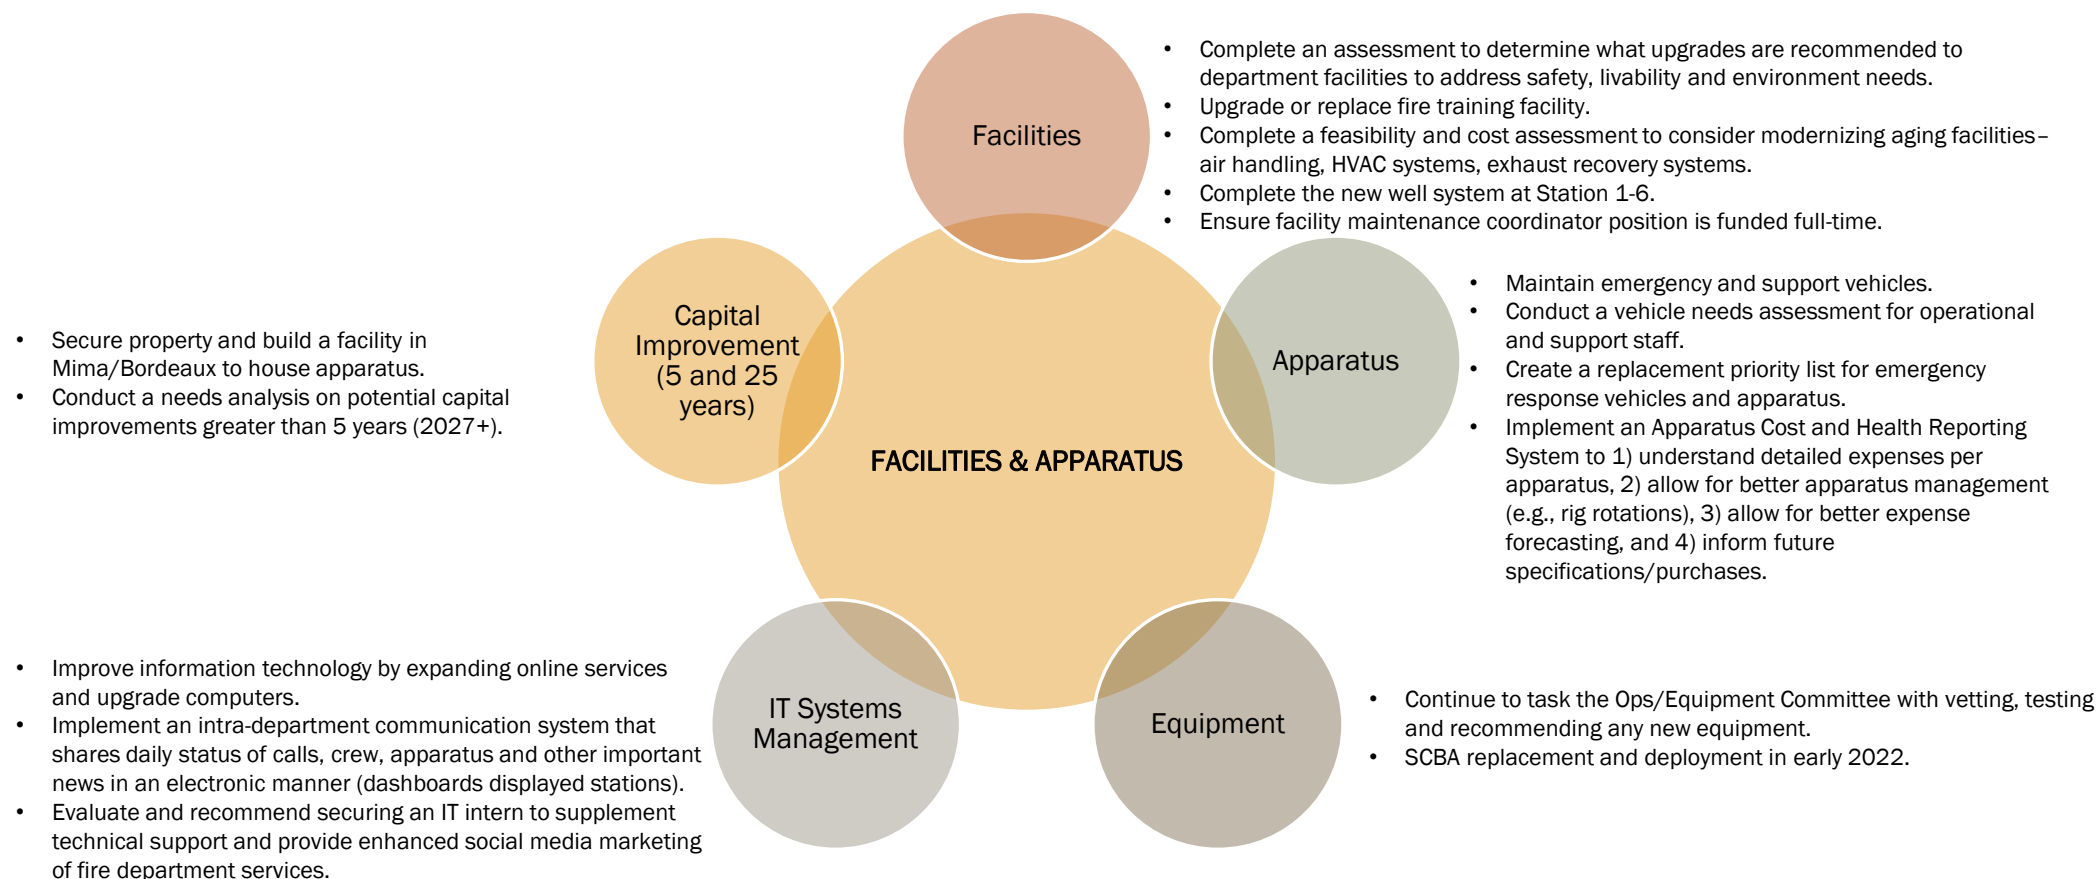 Facilities
• Complete an assessment to determine what upgrades are recommended to
department facilities to address safety, livability and environment needs.
• Upgrade or replace fire training facility.
• Complete a feasibility and cost assessment to consider modernizing aging facilities–
air handling, HVAC systems, exhaust recovery systems.
• Complete the new well system at Station 1-6.
• Ensure facility maintenance coordinator position is funded full-time.
Apparatus
• Maintain emergency and support vehicles.
• Conduct a vehicle needs assessment for operational
and support staff.
• Create a replacement priority list for emergency
response vehicles and apparatus.
• Implement an Apparatus Cost and Health Reporting
System to 1) understand detailed expenses per
apparatus, 2) allow for better apparatus management
(e.g., rig rotations), 3) allow for better expense
forecasting, and 4) inform future
specifications/purchases.
Capital
Improvement
(5 and 25
years)
• Secure property and build a facility in
Mima/Bordeaux to house apparatus.
• Conduct a needs analysis on potential capital
improvements greater than 5 years (2027+).
FACILITIES & APPARATUS
IT Systems
Management
• Improve information technology by expanding online services
and upgrade computers.
• Implement an intra-department communication system that
shares daily status of calls, crew, apparatus and other important
news in an electronic manner (dashboards displayed stations).
• Evaluate and recommend securing an IT intern to supplement
technical support and provide enhanced social media marketing
of fire department services.
Equipment
• Continue to task the Ops/Equipment Committee with vetting, testing
and recommending any new equipment.
• SCBA replacement and deployment in early 2022.